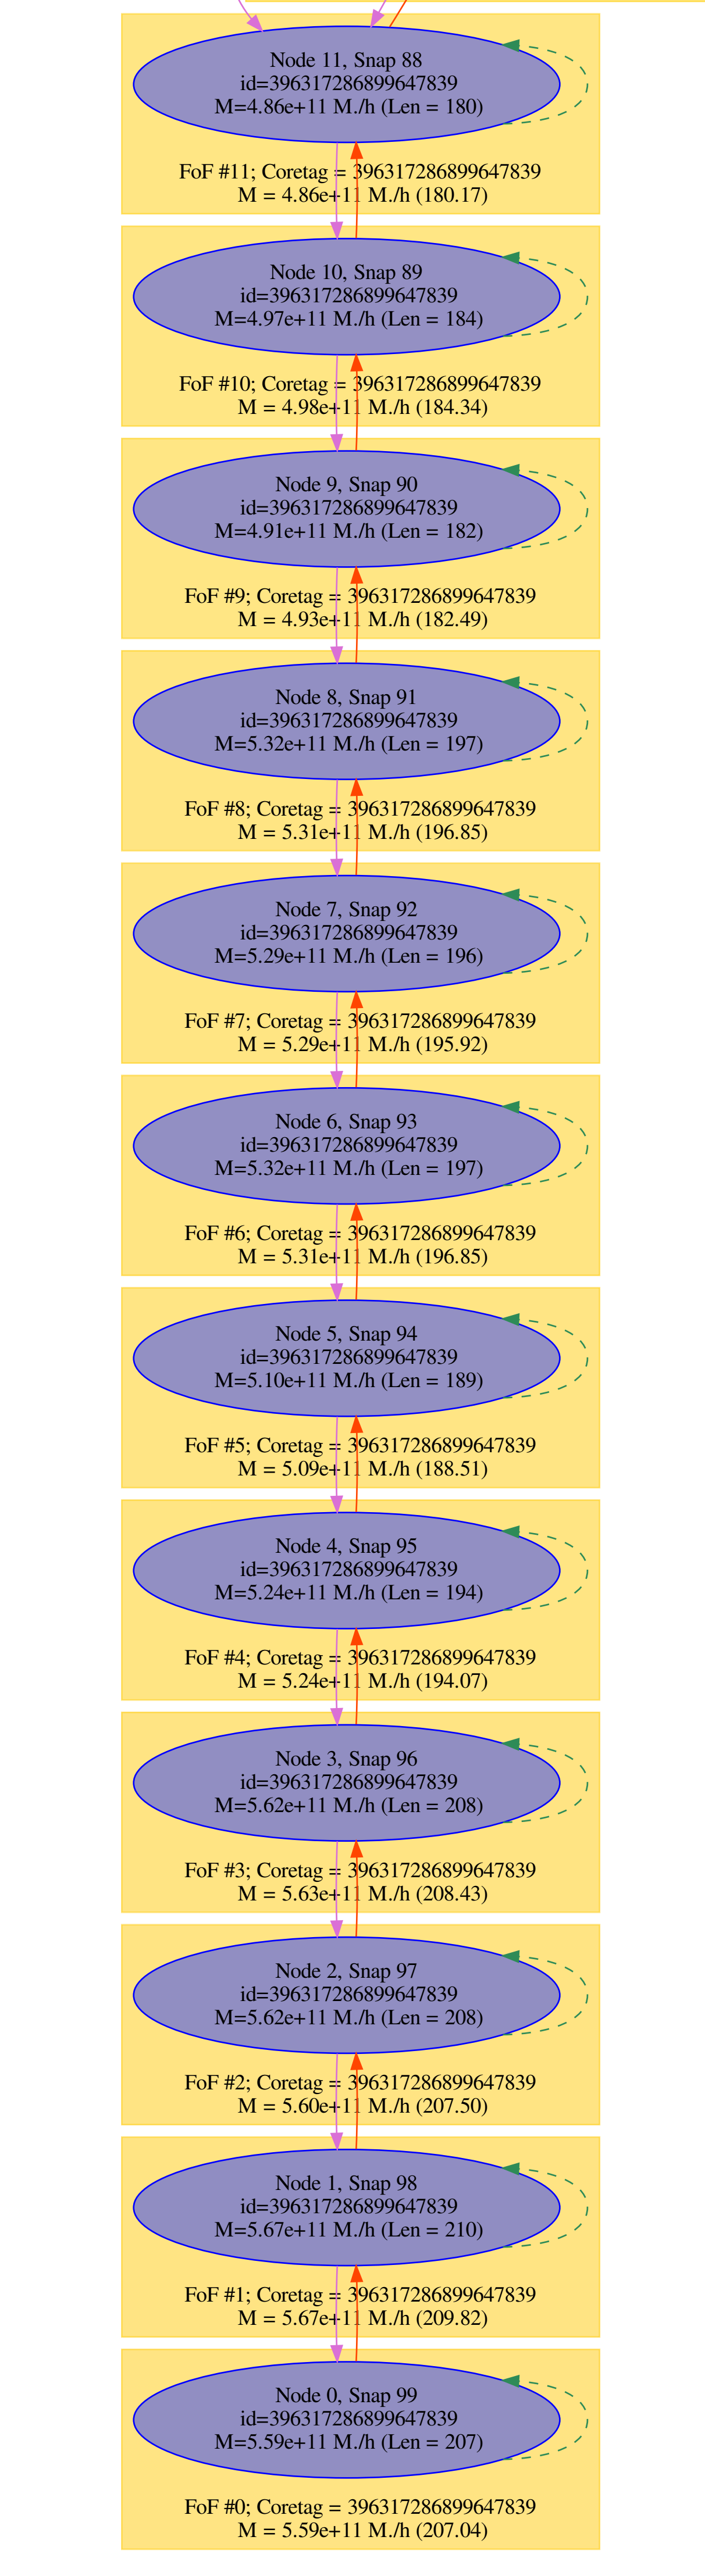 Node 11, Snap 88
id=396317286899647839
M=4.86e+11 M./h (Len = 180)
FoF #11; Coretag = 396317286899647839
M = 4.86e+11 M./h (180.17)
Node 10, Snap 89
id=396317286899647839
M=4.97e+11 M./h (Len = 184)
FoF #10; Coretag = 396317286899647839
M = 4.98e+11 M./h (184.34)
Node 9, Snap 90
id=396317286899647839
M=4.91e+11 M./h (Len = 182)
FoF #9; Coretag = 396317286899647839
M = 4.93e+11 M./h (182.49)
Node 8, Snap 91
id=396317286899647839
M=5.32e+11 M./h (Len = 197)
FoF #8; Coretag = 396317286899647839
M = 5.31e+11 M./h (196.85)
Node 7, Snap 92
id=396317286899647839
M=5.29e+11 M./h (Len = 196)
FoF #7; Coretag = 396317286899647839
M = 5.29e+11 M./h (195.92)
Node 6, Snap 93
id=396317286899647839
M=5.32e+11 M./h (Len = 197)
FoF #6; Coretag = 396317286899647839
M = 5.31e+11 M./h (196.85)
Node 5, Snap 94
id=396317286899647839
M=5.10e+11 M./h (Len = 189)
FoF #5; Coretag = 396317286899647839
M = 5.09e+11 M./h (188.51)
Node 4, Snap 95
id=396317286899647839
M=5.24e+11 M./h (Len = 194)
FoF #4; Coretag = 396317286899647839
M = 5.24e+11 M./h (194.07)
Node 3, Snap 96
id=396317286899647839
M=5.62e+11 M./h (Len = 208)
FoF #3; Coretag = 396317286899647839
M = 5.63e+11 M./h (208.43)
Node 2, Snap 97
id=396317286899647839
M=5.62e+11 M./h (Len = 208)
FoF #2; Coretag = 396317286899647839
M = 5.60e+11 M./h (207.50)
Node 1, Snap 98
id=396317286899647839
M=5.67e+11 M./h (Len = 210)
FoF #1; Coretag = 396317286899647839
M = 5.67e+11 M./h (209.82)
Node 0, Snap 99
id=396317286899647839
M=5.59e+11 M./h (Len = 207)
FoF #0; Coretag = 396317286899647839
M = 5.59e+11 M./h (207.04)